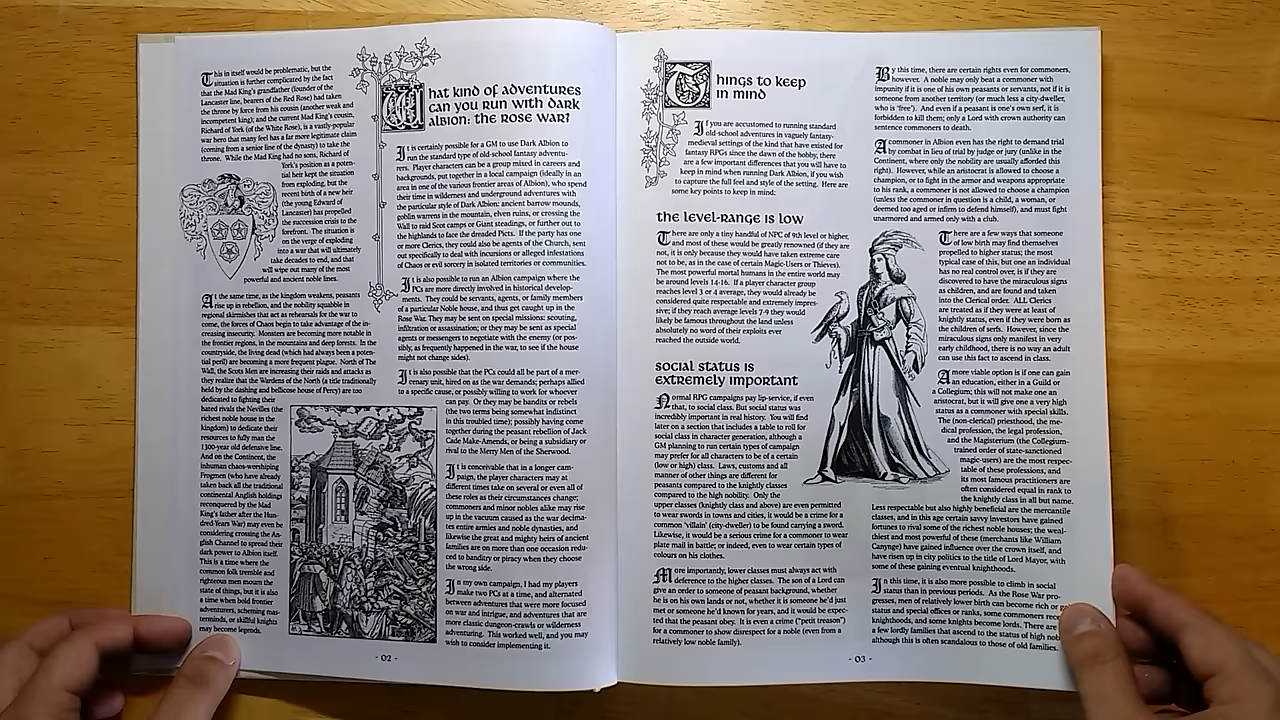 This in itself would be problematic, but the
situation is further complicated by the fact
that the Mad King's grandfather (founder of the
Lancaster line, bearers of the Red Rose) had taken
the throne by force from his cousin (another weak and
incompetent king); and the current Mad King's cousin,
Richard of York (of the White Rose), is a vastly-popular
war hero that many feel has a far more legitimate claim
(coming from a senior line of the dynasty) to take the
throne. While the Mad King had no sons, Richard of
York's position as a poten-
tial heir kept the situation
from exploding, but the
recent birth of a new heir
(the young Edward of
Lancaster) has propelled
the succession crisis to the
forefront. The situation is
on the verge of exploding
into a war that will ultimately
take decades to end, and that
will wipe out many of the most
powerful and ancient noble lines.
At the same time, as the kingdom weakens, peasants
rise up in rebellion, and the nobility squabble in
regional skirmishes that act as rehearsals for the war to
come, the forces of Chaos begin to take advantage of the in-
creasing insecurity. Monsters are becoming more notable in
the frontier regions, in the mountains and deep forests. In the
countryside, the living dead (which had always been a poten-
tial peril) are becoming a more frequent plague. North of The
Wall, the Scots Men are increasing their raids and attacks as
they realize that the Wardens of the North (a title traditionally
held by the dashing and bellicose house of Percy) are too
dedicated to fighting their
hated rivals the Nevilles (the
richest noble house in the
kingdom) to dedicate their
resources to fully man the
1300-year old defensive line.
And on the Continent, the
inhuman chaos-worshiping
Frogmen (who have already
taken back all the traditional
continental Anglish holdings
reconquered by the Mad
King's father after the Hun-
dred-Years War) may even be
considering crossing the An-
glish Channel to spread their
dark power to Albion itself.
This is a time where the
common folk tremble and
righteous men mourn the
state of things, but it is also
a time when bold frontier
adventurers, scheming mas-
terminds, or skillful knights
may become legends.
What kind of adventures
can you run with Dark
Albion: The Rose War?
It is certainly possible for a GM to use Dark Albion to
run the standard type of old-school fantasy adventu-
rers. Player characters can be a group mixed in careers and
backgrounds, put together in a local campaign (ideally in an
area in one of the various frontier areas of Albion), who spend
their time in wilderness and underground adventures with
the particular style of Dark Albion: ancient barrow mounds,
goblin warrens in the mountain, elven ruins, or crossing the
Wall to raid Scot camps or Giant steadings, or further out to
the highlands to face the dreaded Picts. If the party has one
or more Clerics, they could also be agents of the Church, sent
out specifically to deal with incursions or alleged infestations
of Chaos or evil sorcery in isolated territories or communities.
It is also possible to run an Albion campaign where the
PCs are more directly involved in historical develop-
ments. They could be servants, agents, or family members
of a particular Noble house, and thus get caught up in the
Rose War. They may be sent on special missions: scouting,
infiltration or assassination; or they may be sent as special
agents or messengers to negotiate with the enemy (or pos-
sibly, as frequently happened in the war, to see if the house
might not change sides).
It is also possible that the PCs could all be part of a mer-
cenary unit, hired on as the war demands; perhaps allied
to a specific cause, or possibly willing to work for whoever
can pay. Or they may be bandits or rebels
(the two terms being somewhat indistinct
in this troubled time); possibly having come
together during the peasant rebellion of Jack
Cade Make-Amends, or being a subsidiary or
rival to the Merry Men of the Sherwood.
It is conceivable that in a longer cam-
paign, the player characters may at
different times take on several or even all of
these roles as their circumstances change;
commoners and minor nobles alike may rise
up in the vacuum caused as the war decima-
tes entire armies and noble dynasties, and
likewise the great and mighty heirs of ancient
families are on more than one occasion redu-
ced to banditry or piracy when they choose
the wrong side.
In my own campaign, I had my players
make two PCs at a time, and alternated
between adventures that were more focused
on war and intrigue, and adventures that are
more classic dungeon-crawls or wilderness
adventuring. This worked well, and you may
wish to consider implementing it.
- 02 -
Things to keep
in mind
If you are accustomed to running standard
old-school adventures in vaguely fantasy-
medieval settings of the kind that have existed for
fantasy RPGs since the dawn of the hobby, there
are a few important differences that you will have to
keep in mind when running Dark Albion, if you wish
to capture the full feel and style of the setting. Here are
some key points to keep in mind:
The level-range is low
There are only a tiny handful of NPC of 9th level or higher,
and most of these would be greatly renowned (if they are
not, it is only because they would have taken extreme care
not to be, as in the case of certain Magic-Users or Thieves).
The most powerful mortal humans in the entire world may
be around levels 14-16. If a player character group
reaches level 3 or 4 average, they would already be
considered quite respectable and extremely impres-
sive; if they reach average levels 7-9 they would
likely be famous throughout the land unless
absolutely no word of their exploits ever
reached the outside world.
Social status is
extremely important
Normal RPG campaigns pay lip-service, if even
that, to social class. But social status was
incredibly important in real history. You will find
later on a section that includes a table to roll for
social class in character generation, although a
GM planning to run certain types of campaign
may prefer for all characters to be of a certain
(low or high) class. Laws, customs and all
manner of other things are different for
peasants compared to the knightly classes
compared to the high nobility. Only the
upper classes (knightly class and above) are even permitted
to wear swords in towns and cities, it would be a crime for a
common 'villain' (city-dweller) to be found carrying a sword.
Likewise, it would be a serious crime for a commoner to wear
plate mail in battle; or indeed, even to wear certain types of
colours on his clothes.
More importantly, lower classes must always act with
deference to the higher classes. The son of a Lord can
give an order to someone of peasant background, whether
he is on his own lands or not, whether it is someone he'd just
met or someone he'd known for years, and it would be expec-
ted that the peasant obey. It is even a crime ("petit treason")
for a commoner to show disrespect for a noble (even from a
relatively low noble family).
By this time, there are certain rights even for commoners,
however. A noble may only beat a commoner with
impunity if it is one of his own peasants or servants, not if it is
someone from another territory (or much less a city-dweller,
who is 'free'). And even if a peasant is one's own serf, it is
forbidden to kill them; only a Lord with crown authority can
sentence commoners to death.
A commoner in Albion even has the right to demand trial
by combat in lieu of trial by judge or jury (unlike in the
Continent, where only the nobility are usually afforded this
right). However, while an aristocrat is allowed to choose a
champion, or to fight in the armor and weapons appropriate
to his rank, a commoner is not allowed to choose a champion
(unless the commoner in question is a child, a woman, or
deemed too aged or infirm to defend himself), and must fight
unarmored and armed only with a club.
There are a few ways that someone
of low birth may find themselves
propelled to higher status; the most
typical case of this, but one an individual
has no real control over, is if they are
discovered to have the miraculous signs
as children, and are found and taken
into the Clerical order. ALL Clerics
are treated as if they were at least of
knightly status, even if they were born as
the children of serfs. However, since the
miraculous signs only manifest in very
early childhood, there is no way an adult
can use this fact to ascend in class.
A more viable option is if one can gain
an education, either in a Guild or
a Collegium; this will not make one an
aristocrat, but it will give one a very high
status as a commoner with special skills.
The (non-clerical) priesthood, the me-
dical profession, the legal profession,
and the Magisterium (the Collegium-
trained order of state-sanctioned
magic-users) are the most respec-
table of these professions, and
its most famous practitioners are
often considered equal in rank to
the knightly class in all but name.
Less respectable but also highly beneficial are the mercantile
classes, and in this age certain savvy investors have gained
fortunes to rival some of the richest noble houses; the weal-
thiest and most powerful of these (merchants like William
Canynge) have gained influence over the crown itself, and
have risen up in city politics to the title of Lord Mayor, with
some of these gaining eventual knighthoods.
In this time, it is also more possible to climb in social
status than in previous periods. As the Rose War pro-
gresses, men of relatively lower birth can become rich or
status and special offices or ranks, some commoners
knighthoods, and some knights become lords. There are
a few lordly families that ascend to the status of high
although this is often scandalous to those of old families.
- 03 -